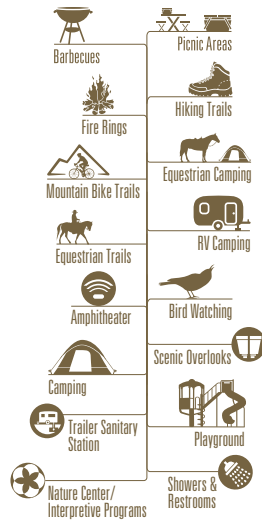 Barbecues
Picnic Areas
Fire Rings
Hiking Trails
Mountain Bike Trails
Equestrian Camping
Equestrian Trails
RV Camping
Amphitheater
Bird Watching
Camping
Scenic Overlooks
Trailer Sanitary
Station
Playground
Nature Center/
Interpretive Programs
Showers &
Restrooms